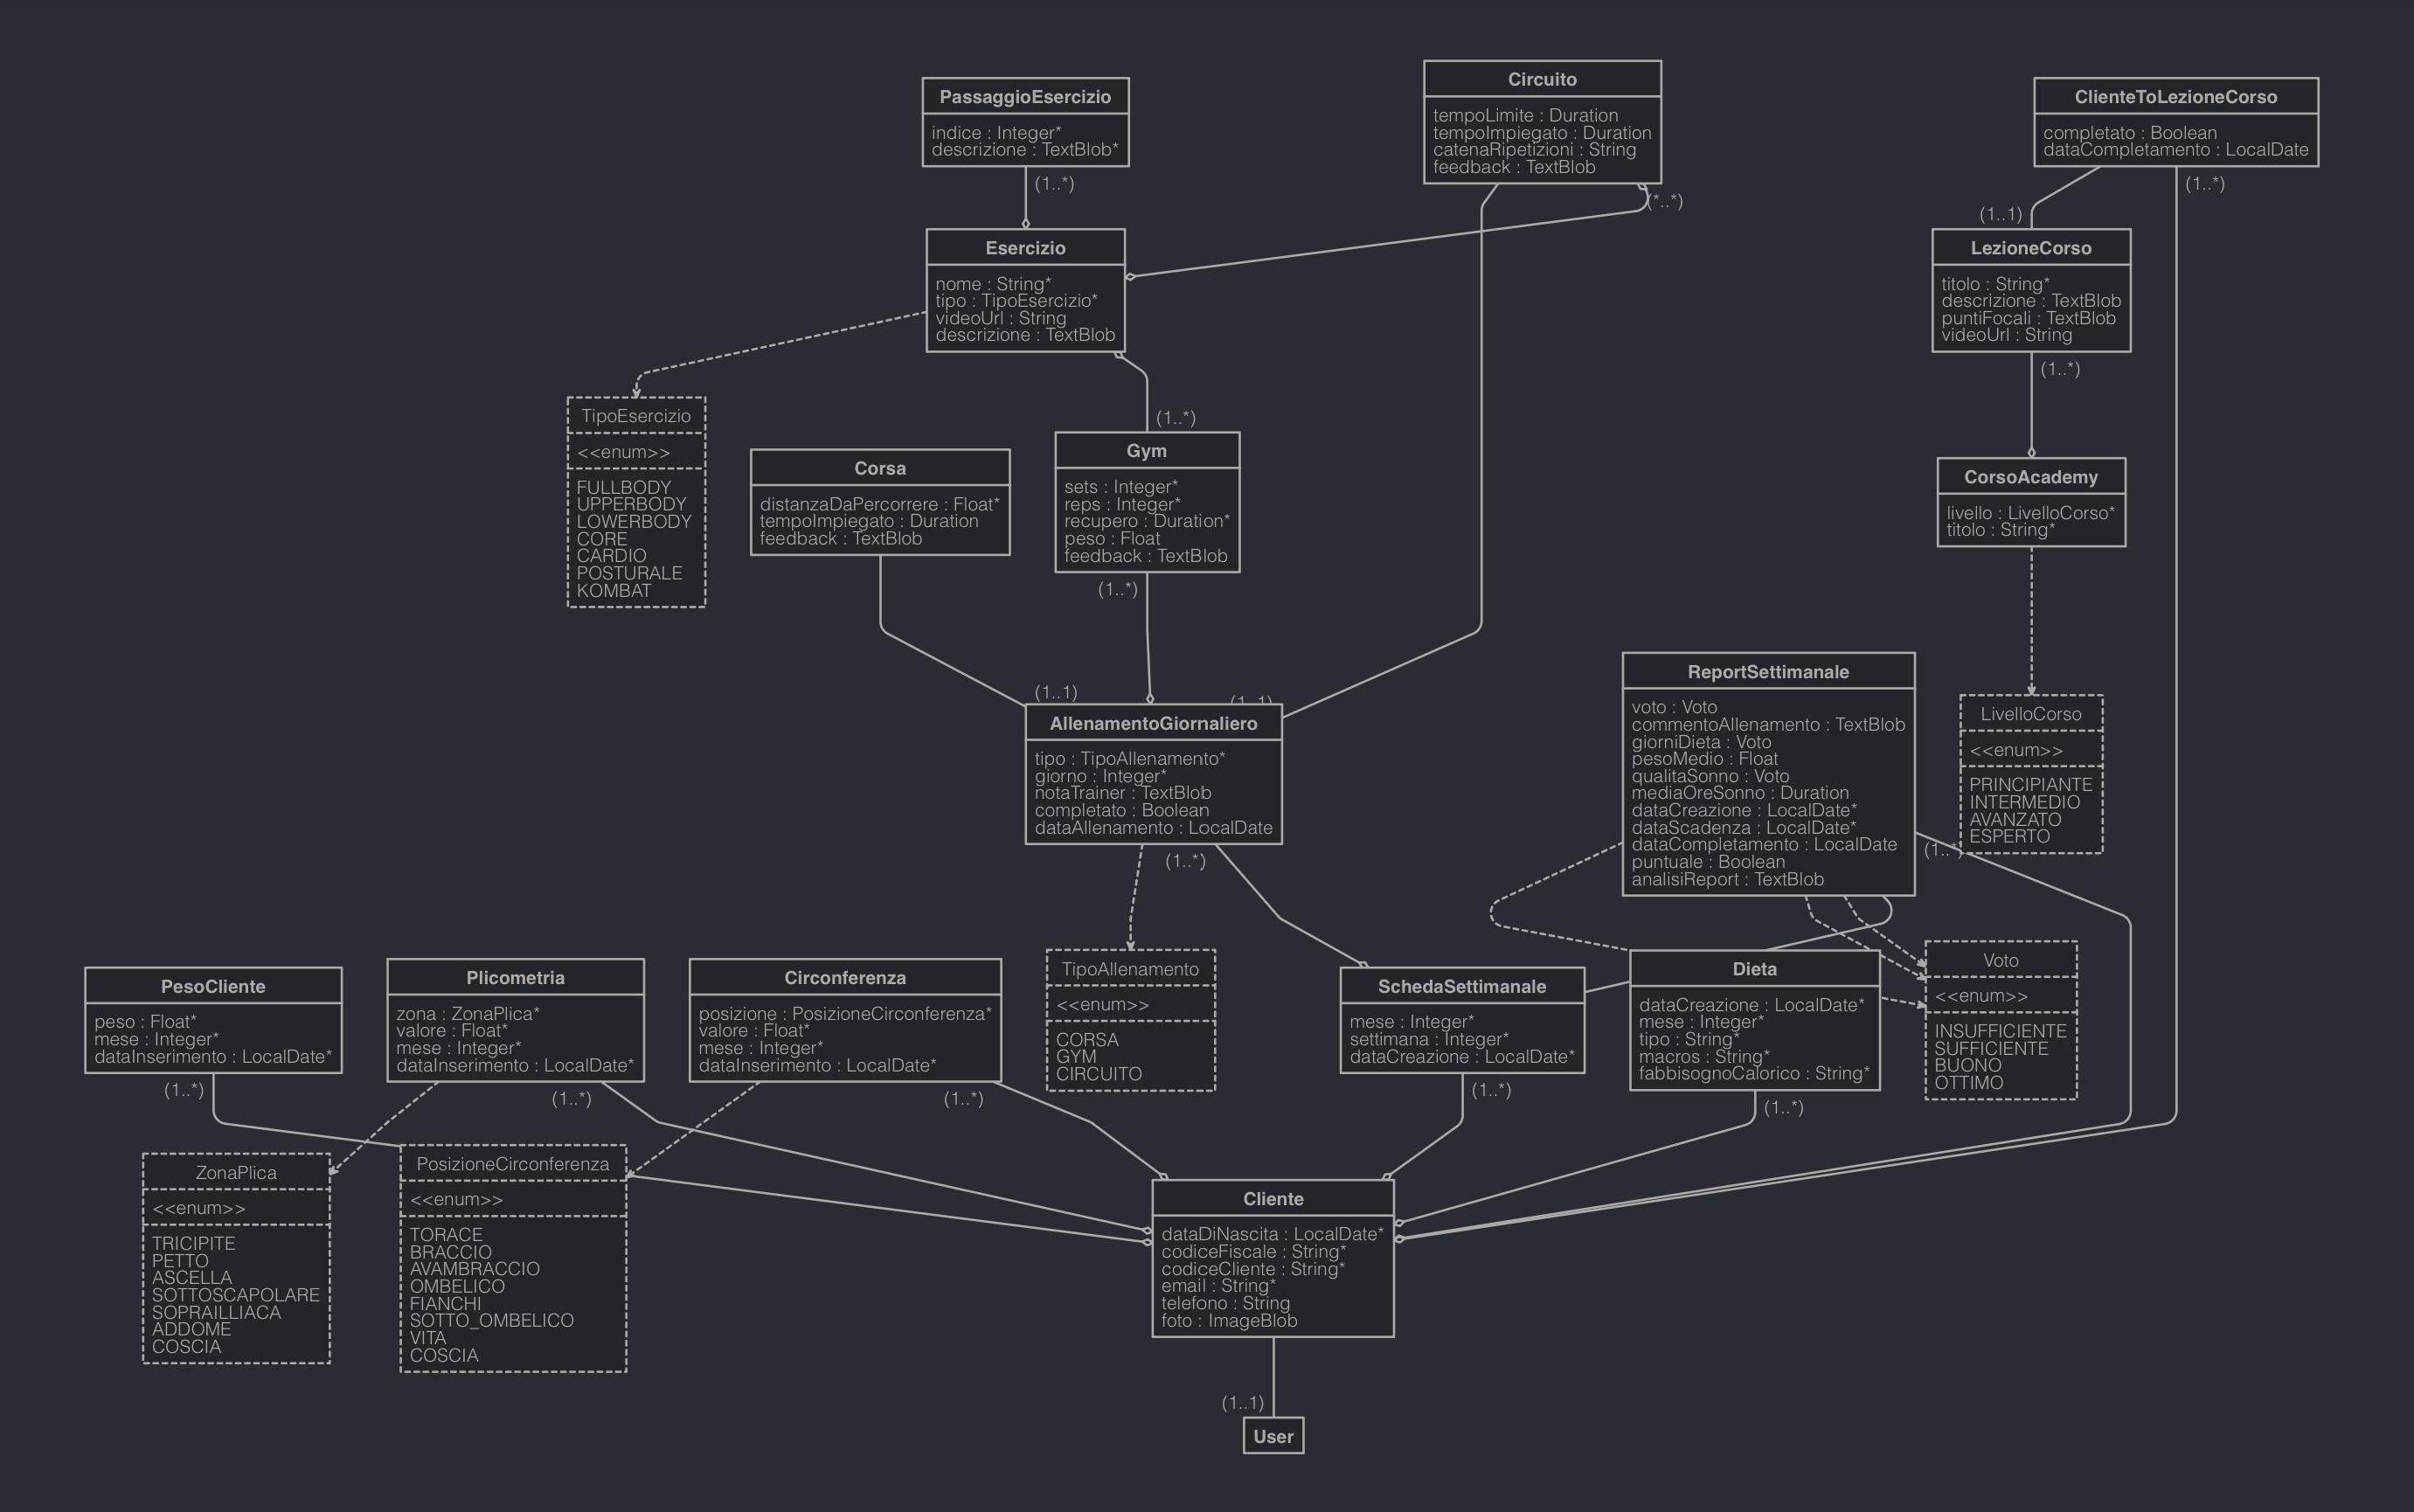 PassaggioEsercizio
indice : Integer*
descrizione : TextBlob*
(1..*)
Circuito
tempoLimite : Duration
tempoImpiegato : Duration
catenaRipetizioni : String
feedback : TextBlob
(*..*)
ClienteToLezioneCorso
completato : Boolean
dataCompletamento : LocalDate
(1..*)
(1..1)
Esercizio
nome : String*
tipo : TipoEsercizio*
videoUrl : String
descrizione : TextBlob
LezioneCorso
titolo : String*
descrizione : TextBlob
puntiFocali : TextBlob
videoUrl : String
(1..*)
TipoEsercizio
<<enum>>
FULLBODY
UPPERBODY
LOWERBODY
CORE
CARDIO
POSTURALE
KOMBAT
Corsa
distanzaDaPercorrere : Float*
tempoImpiegato : Duration
feedback : TextBlob
(1..*)
Gym
sets : Integer*
reps : Integer*
recupero : Duration*
peso : Float
feedback : TextBlob
(1..*)
CorsoAcademy
livello : LivelloCorso*
titolo : String*
(1..1)
(1..1)
AllenamentoGiornaliero
tipo : TipoAllenamento*
giorno : Integer*
notaTrainer : TextBlob
completato : Boolean
dataAllenamento : LocalDate
(1..*)
ReportSettimanale
voto : Voto
commentoAllenamento : TextBlob
giorniDieta : Voto
pesoMedio : Float
qualitaSonno : Voto
mediaOreSonno : Duration
dataCreazione : LocalDate*
dataScadenza : LocalDate*
dataCompletamento : LocalDate
puntuale : Boolean
analisiReport : TextBlob
(1..*)
LivelloCorso
<<enum>>
PRINCIPIANTE
INTERMEDIO
AVANZATO
ESPERTO
PesoCliente
peso : Float*
mese : Integer*
dataInserimento : LocalDate*
(1..*)
Plicometria
zona : ZonaPlica*
valore : Float*
mese : Integer*
dataInserimento : LocalDate*
(1..*)
Circonferenza
posizione : PosizioneCirconferenza*
valore : Float*
mese : Integer*
dataInserimento : LocalDate*
(1..*)
TipoAllenamento
<<enum>>
CORSA
GYM
CIRCUITO
SchedaSettimanale
mese : Integer*
settimana : Integer*
dataCreazione : LocalDate*
(1..*)
Dieta
dataCreazione : LocalDate*
mese : Integer*
tipo : String*
macros : String*
fabbisognoCalorico : String*
(1..*)
Voto
<<enum>>
INSUFFICIENTE
SUFFICIENTE
BUONO
OTTIMO
ZonaPlica
<<enum>>
TRICIPITE
PETTO
ASCELLA
SOTTOSCAPOLARE
SOPRAILLIACA
ADDOME
COSCIA
PosizioneCirconferenza
<<enum>>
TORACE
BRACCIO
AVAMBRACCIO
OMBELICO
FIANCHI
SOTTO_OMBELICO
VITA
COSCIA
Cliente
dataDiNascita : LocalDate*
codiceFiscale : String*
codiceCliente : String*
email : String*
telefono : String
foto : ImageBlob
(1..1)
User